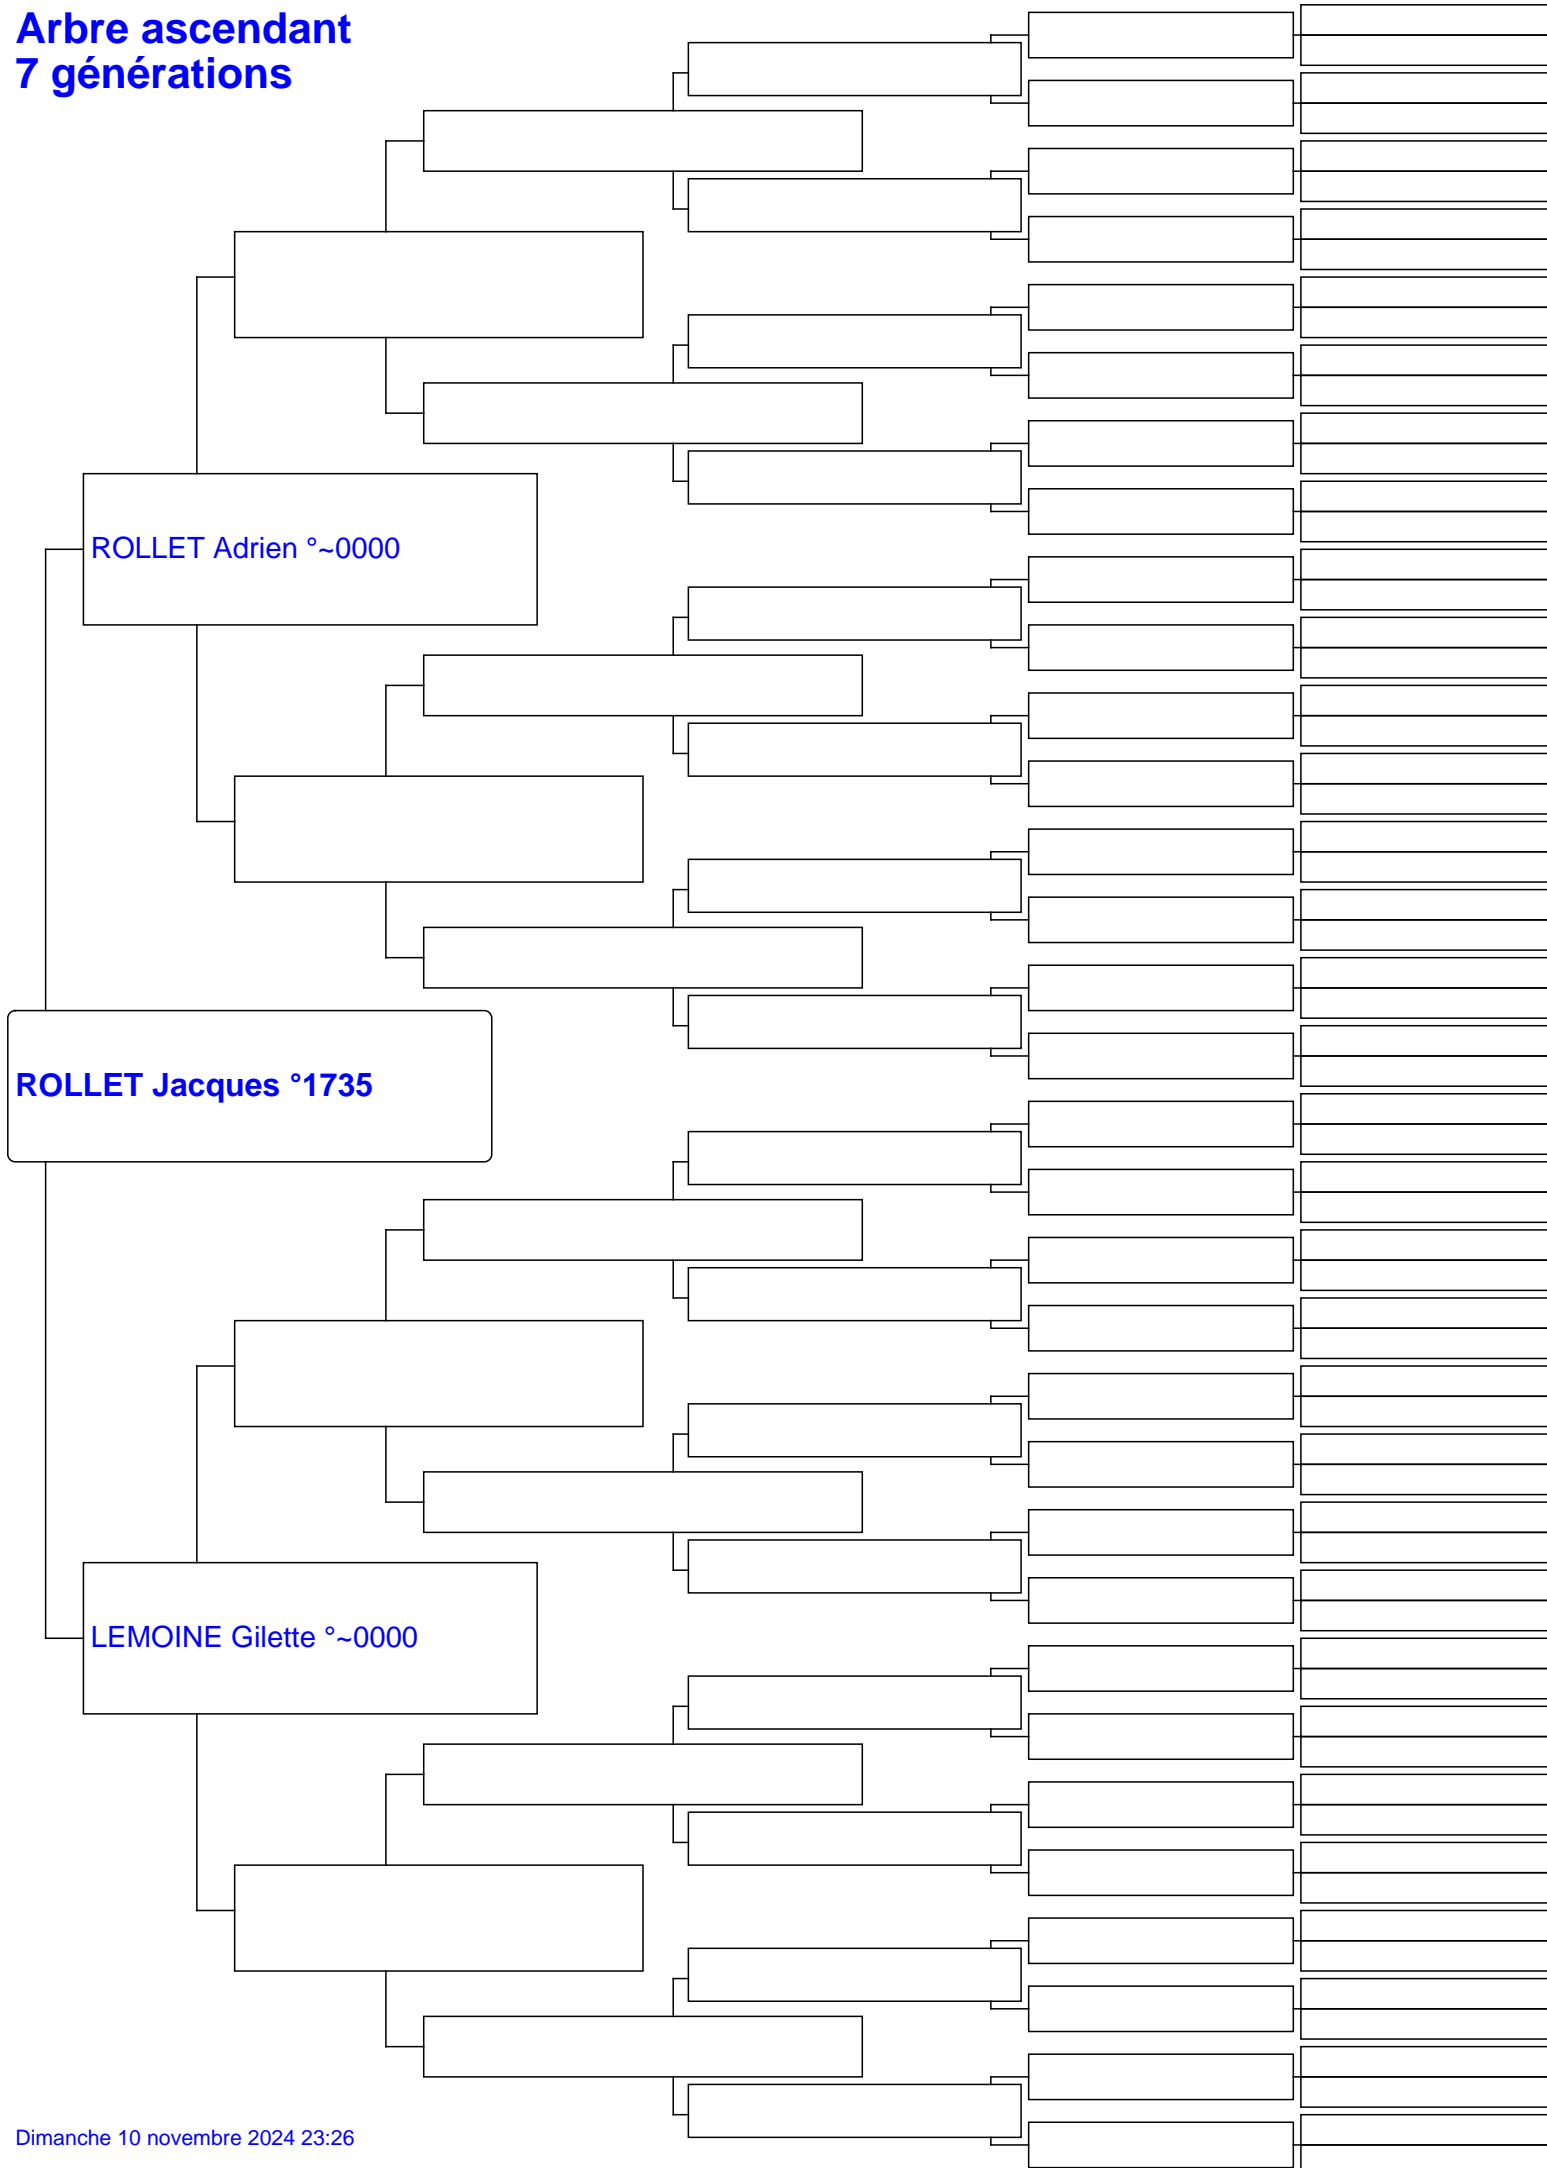 Arbre ascendant
7 générations
ROLLET Adrien °~0000
ROLLET Jacques °1735
LEMOINE Gilette °~0000
Dimanche 10 novembre 2024 23:26